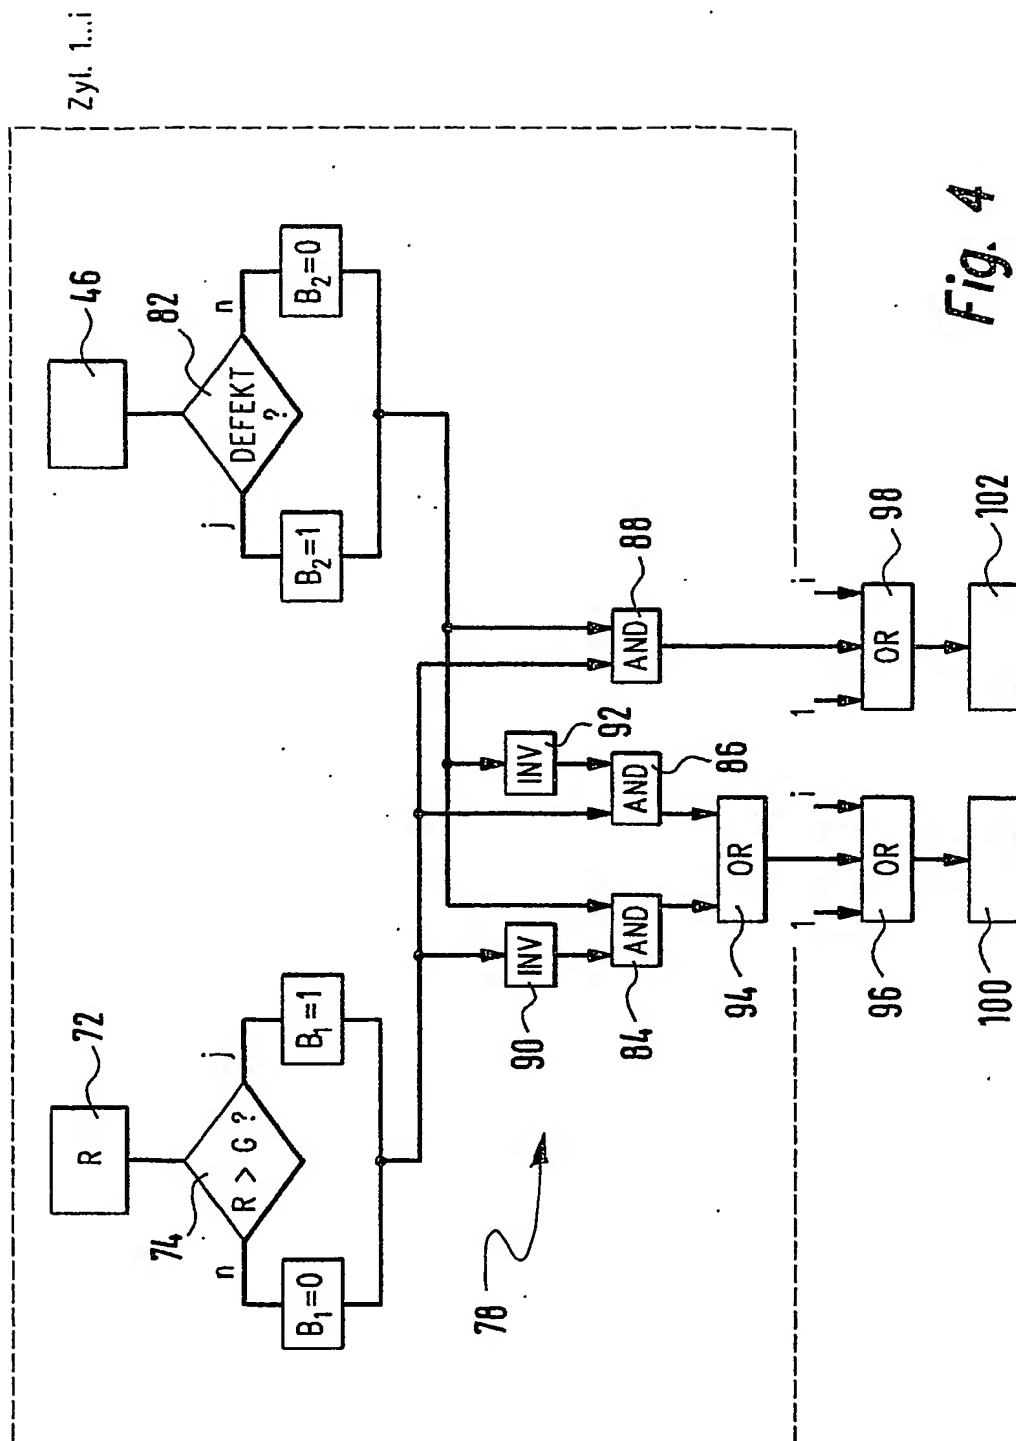 Zyl. 1...i
R
72
46
74
R > G ?
n
j
82
DEFEKT
?
j
n
B₁=0
B₁=1
B₂=1
B₂=0
78
90
INV
INV
92
84
AND
AND
86
AND
88
94
OR
1
i
1
i
96
OR
OR
98
100
102
Fig. 4